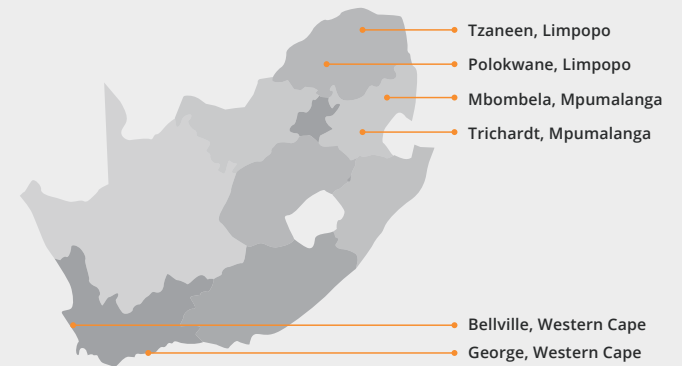 Tzaneen, Limpopo
Polokwane, Limpopo
Mbombela, Mpumalanga
Trichardt, Mpumalanga
Bellville, Western Cape
George, Western Cape